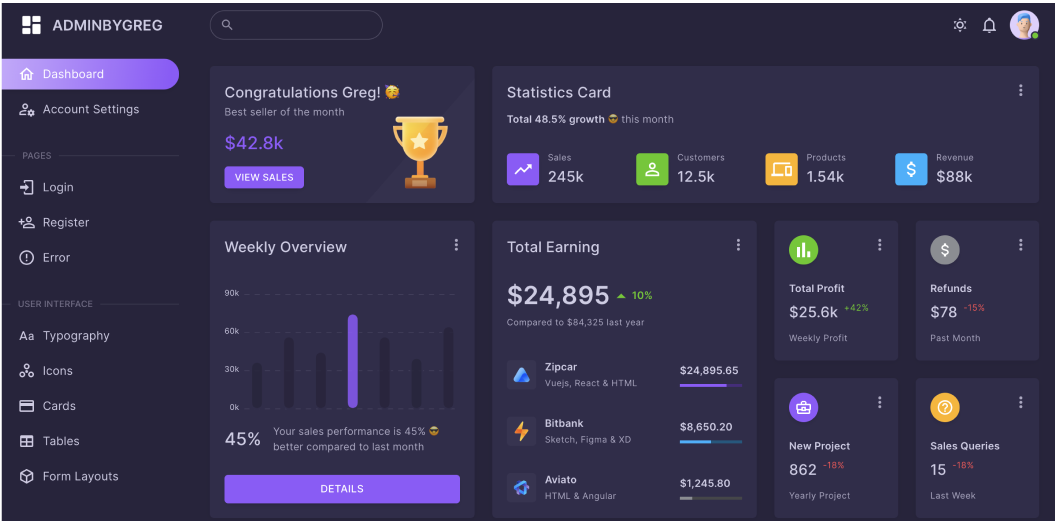 ADMINBYGREG
Dashboard
Account Settings
PAGES
Login
Register
Error
USER INTERFACE
Aa Typography
Icons
Cards
Tables
Form Layouts
Congratulations Greg! 🥳
Best seller of the month
$42.8k
VIEW SALES
Statistics Card
Total 48.5% growth 😎 this month
Sales
245k
Customers
12.5k
Products
1.54k
$
Revenue
$88k
Weekly Overview
90k
60k
30k
0k
45%
Your sales performance is 45% 😎
better compared to last month
DETAILS
Total Earning
$24,895 10%
Compared to $84,325 last year
Zipcar
Vuejs, React & HTML
$24,895.65
Bitbank
Sketch, Figma & XD
$8,650.20
Aviato
HTML & Angular
$1,245.80
Total Profit
$25.6k +42%
Weekly Profit
$
Refunds
$78 -15%
Past Month
New Project
862 -18%
Yearly Project
?
Sales Queries
15 -18%
Last Week